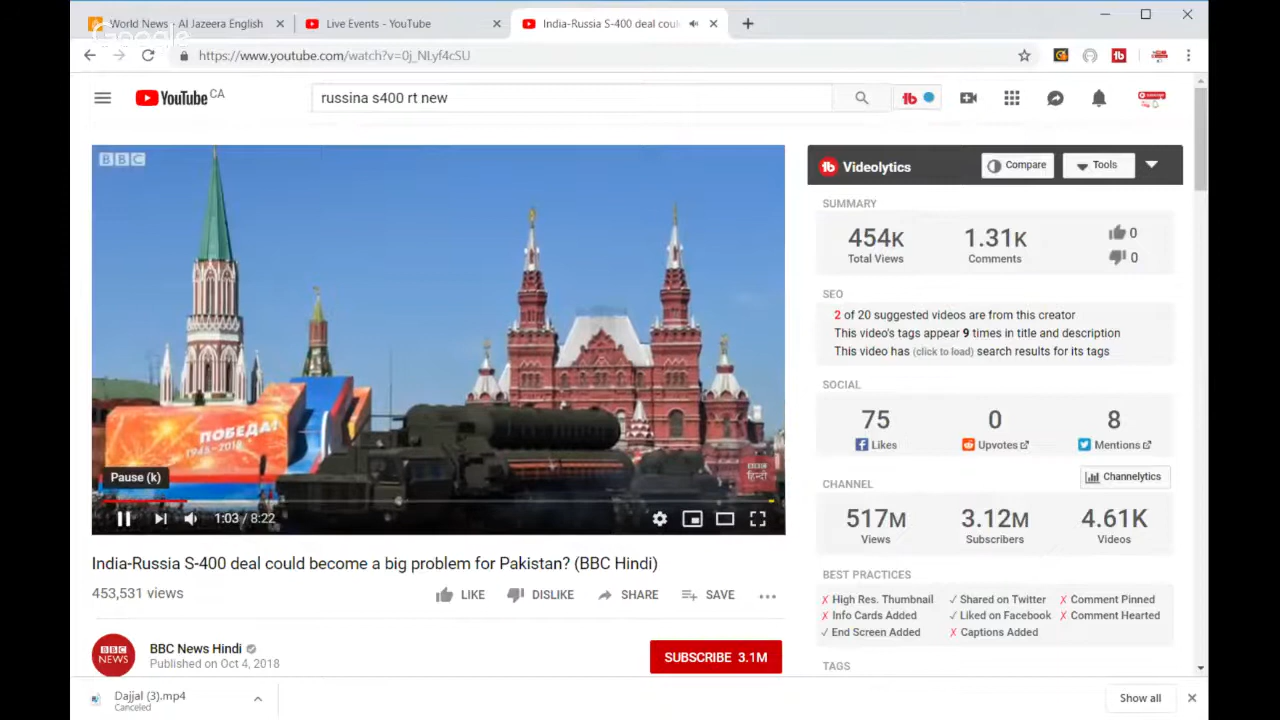 World News - Al Jazeera English
Live Events - YouTube
India-Russia S-400 deal coul
Google
https://www.youtube.com/watch?v=0j_NLyf4cSU
YouTube CA
russina s400 rt new
tb
BBC
ПОБЕДА!
1945-2018
BBC
हिन्दी
Pause (k)
1:03 / 8:22
India-Russia S-400 deal could become a big problem for Pakistan? (BBC Hindi)
453,531 views
LIKE DISLIKE SHARE SAVE
BBC NEWS
BBC News Hindi
Published on Oct 4, 2018
SUBSCRIBE 3.1M
tb Videolytics Compare Tools
SUMMARY
454K 1.31K 0
Total Views Comments 0
SEO
2 of 20 suggested videos are from this creator
This video's tags appear 9 times in title and description
This video has (click to load) search results for its tags
SOCIAL
75 0 8
Likes Upvotes Mentions
CHANNEL Channelytics
517M 3.12M 4.61K
Views Subscribers Videos
BEST PRACTICES
✗ High Res. Thumbnail ✓ Shared on Twitter ✗ Comment Pinned
✗ Info Cards Added ✓ Liked on Facebook ✗ Comment Hearted
✓ End Screen Added ✗ Captions Added
TAGS
Dajjal (3).mp4
Canceled
Show all